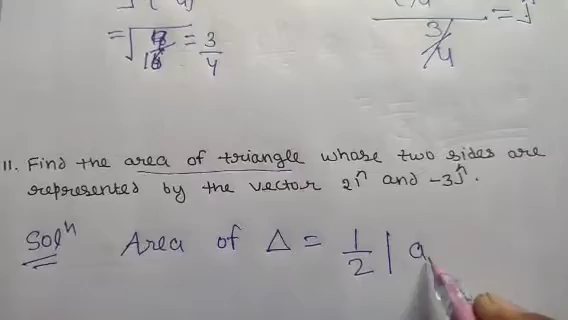 = √9/16 = 3/4
3/4 = j
11. Find the area of triangle whose two sides are
represented by the vector 2î and -3ĵ.
Solⁿ Area of Δ = 1/2 | a